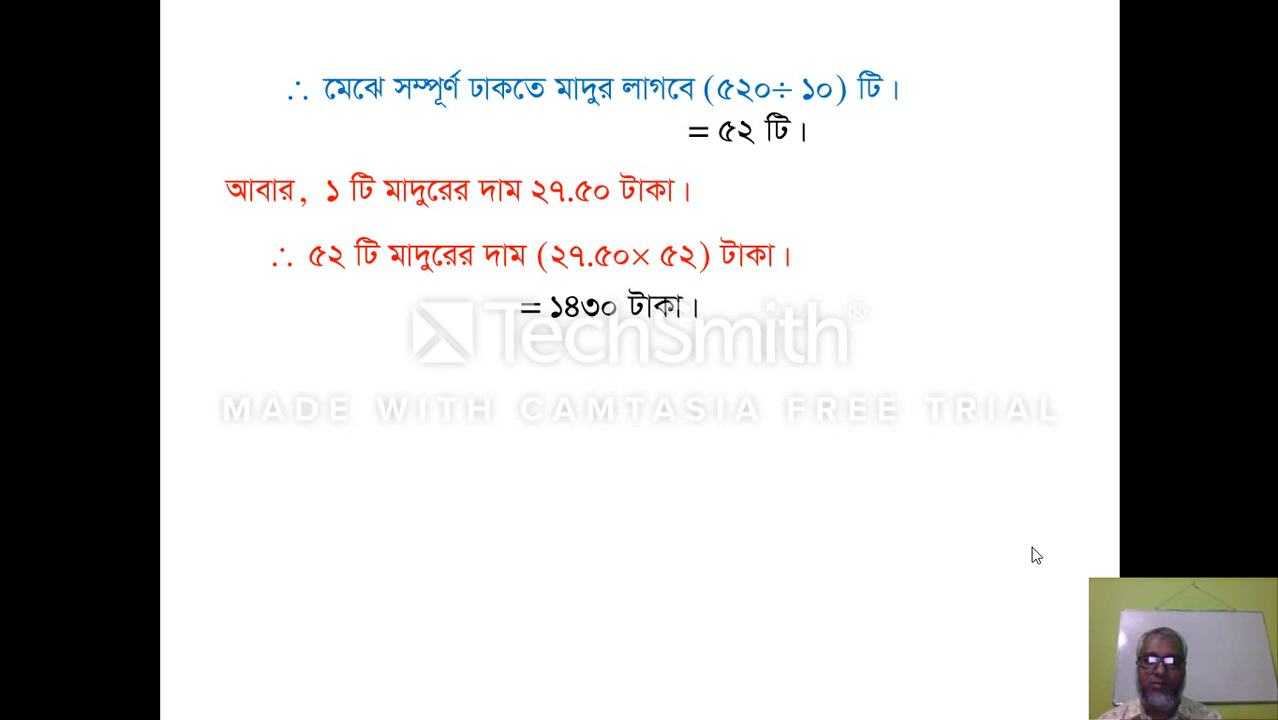 ∴ মেঝে সম্পূর্ণ ঢাকতে মাদুর লাগবে (৫২০÷ ১০) টি।
= ৫২ টি।
আবার, ১ টি মাদুরের দাম ২৭.৫০ টাকা।
∴ ৫২ টি মাদুরের দাম (২৭.৫০× ৫২) টাকা।
= ১৪৩০ টাকা।
TechSmith®
MADE WITH CAMTASIA FREE TRIAL